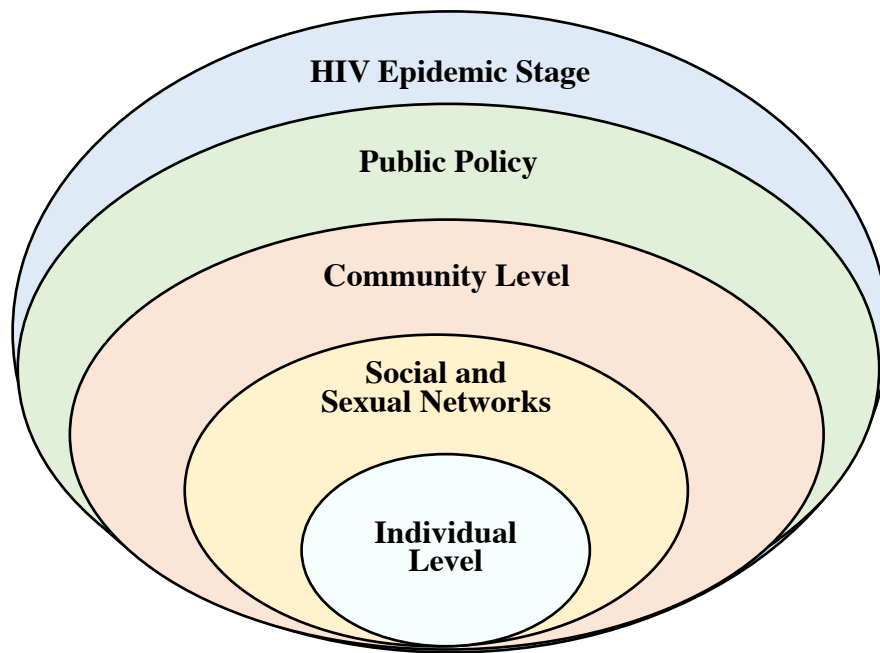 HIV Epidemic Stage
Public Policy
Community Level
Social and
Sexual Networks
Individual
Level